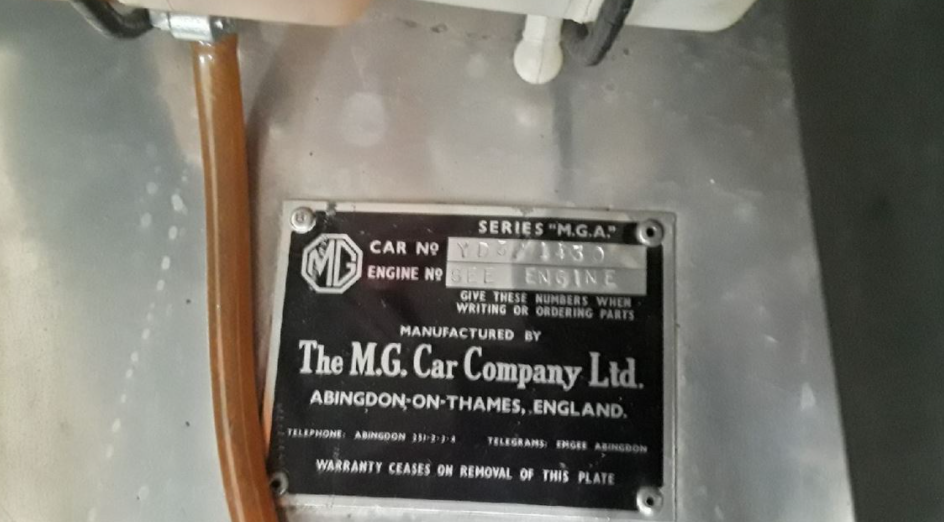 SERIES "M.G.A."
MG
CAR Nº
ENGINE Nº SEE ENGINE
GIVE THESE NUMBERS WHEN
WRITING OR ORDERING PARTS
MANUFACTURED BY
The M.G. Car Company Ltd.
ABINGDON-ON-THAMES, ENGLAND.
TELEPHONE: ABINGDON 251-2-3-4 TELEGRAMS: EMGEE ABINGDON
WARRANTY CEASES ON REMOVAL OF THIS PLATE